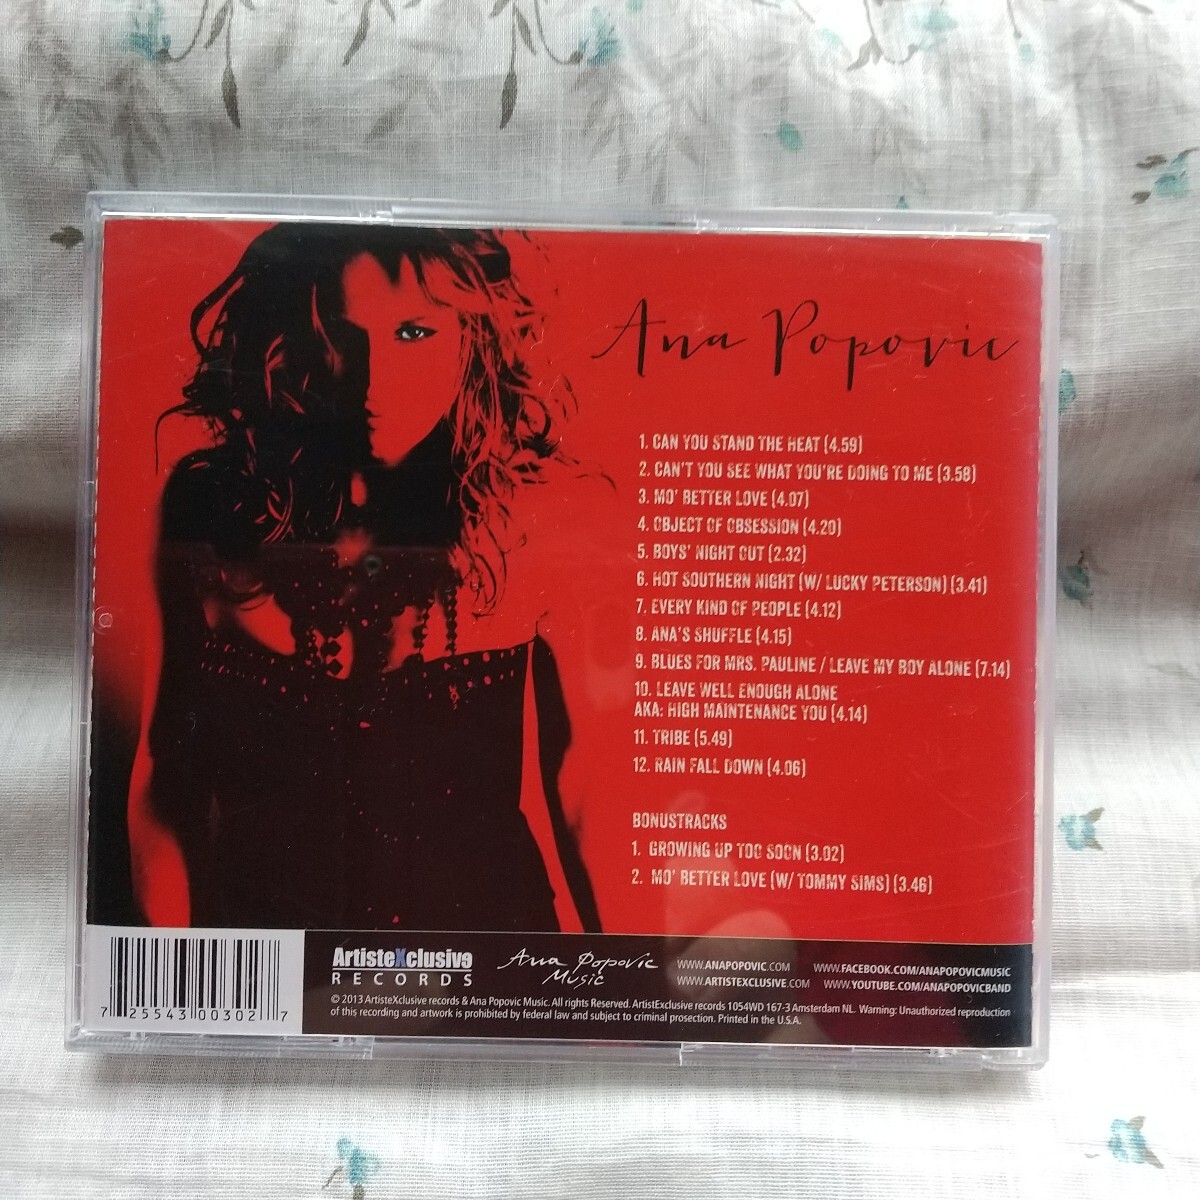 Ana Popovic
1. CAN YOU STAND THE HEAT (4.59)
2. CAN'T YOU SEE WHAT YOU'RE DOING TO ME (3.58)
3. MO' BETTER LOVE (4.07)
4. OBJECT OF OBSESSION (4.20)
5. BOYS' NIGHT OUT (2.32)
6. HOT SOUTHERN NIGHT (W/ LUCKY PETERSON) (3.41)
7. EVERY KIND OF PEOPLE (4.12)
8. ANA'S SHUFFLE (4.15)
9. BLUES FOR MRS. PAULINE / LEAVE MY BOY ALONE (7.14)
10. LEAVE WELL ENOUGH ALONE
AKA: HIGH MAINTENANCE YOU (4.14)
11. TRIBE (5.49)
12. RAIN FALL DOWN (4.06)
BONUSTRACKS
1. GROWING UP TOO SOON (3.02)
2. MO' BETTER LOVE (W/ TOMMY SIMS) (3.46)
7 25543 00302 7
ArtisteXclusive
RECORDS
Ana Popovic
Music
WWW.ANAPOPOVIC.COM
WWW.ARTISTEXCLUSIVE.COM
WWW.FACEBOOK.COM/ANAPOPOVICMUSIC
WWW.YOUTUBE.COM/ANAPOPOVICBAND
© 2013 ArtisteXclusive records & Ana Popovic Music. All rights Reserved. ArtistExclusive records 1054WD 167-3 Amsterdam NL. Warning: Unauthorized reproduction
of this recording and artwork is prohibited by federal law and subject to criminal prosection. Printed in the U.S.A.